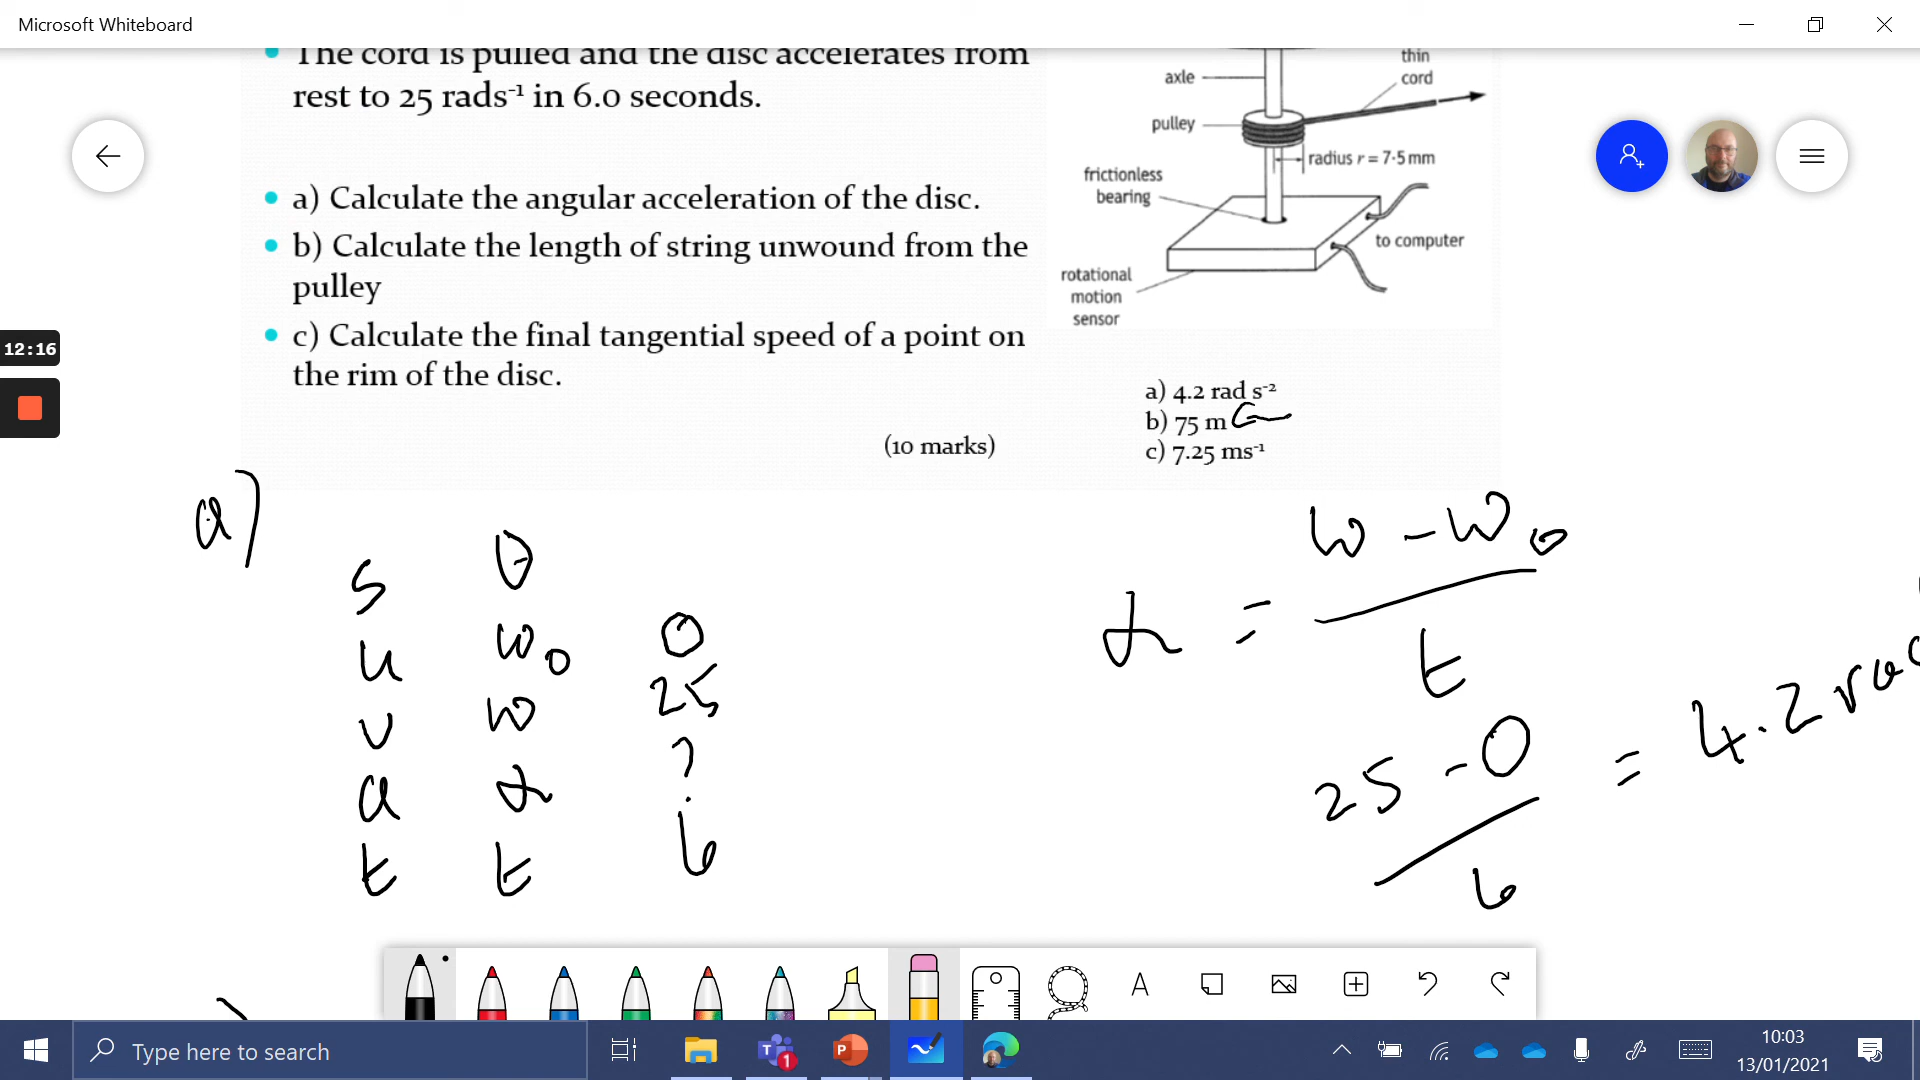 Microsoft Whiteboard
The cord is pulled and the disc accelerates from
rest to 25 rads⁻¹ in 6.0 seconds.
a) Calculate the angular acceleration of the disc.
b) Calculate the length of string unwound from the
pulley
c) Calculate the final tangential speed of a point on
the rim of the disc.
(10 marks)
axle
thin
cord
pulley
radius r = 7·5 mm
frictionless
bearing
to computer
rotational
motion
sensor
a) 4.2 rad s⁻²
b) 75 m
c) 7.25 ms⁻¹
12:16
a)
s θ
u ω₀ 0
v ω 25
a α ?
t t 6
α = ω - ω₀
t
25 - 0 = 4.2 rad
6
Type here to search
1
10:03
13/01/2021